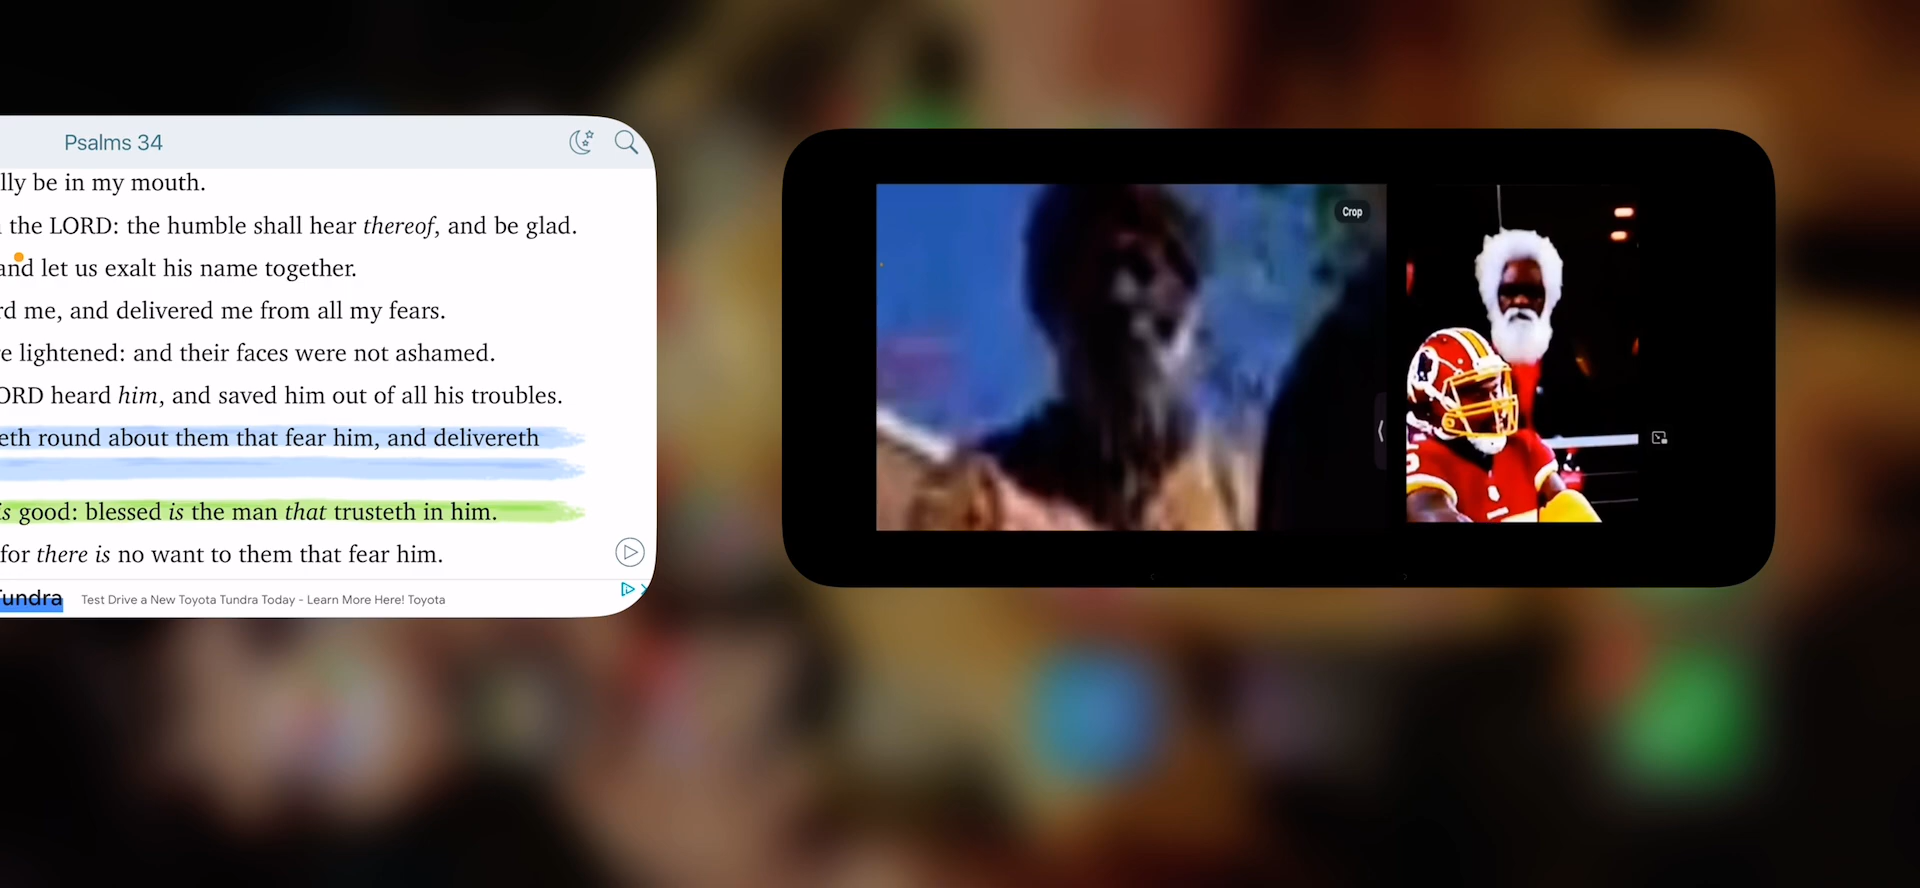 Psalms 34
lly be in my mouth.
the LORD: the humble shall hear thereof, and be glad.
and let us exalt his name together.
rd me, and delivered me from all my fears.
e lightened: and their faces were not ashamed.
ORD heard him, and saved him out of all his troubles.
eth round about them that fear him, and delivereth
is good: blessed is the man that trusteth in him.
for there is no want to them that fear him.
Tundra Test Drive a New Toyota Tundra Today - Learn More Here! Toyota
Crop